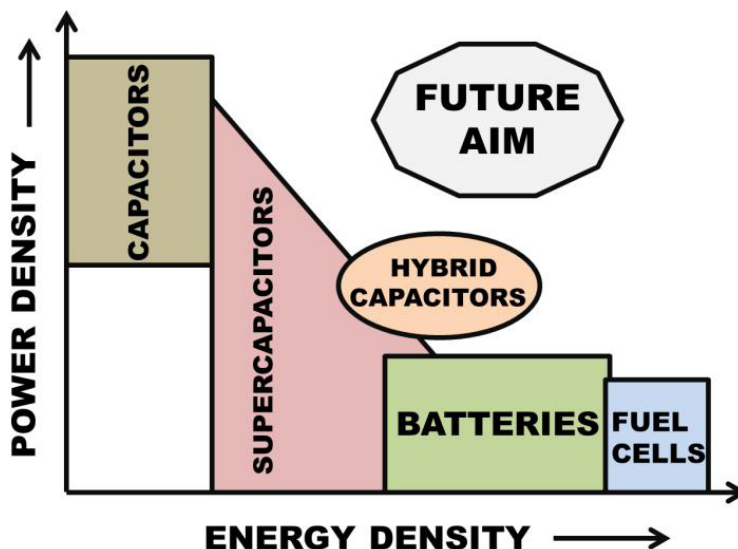 POWER DENSITY
CAPACITORS
SUPERCAPACITORS
FUTURE
AIM
HYBRID
CAPACITORS
BATTERIES
FUEL
CELLS
ENERGY DENSITY